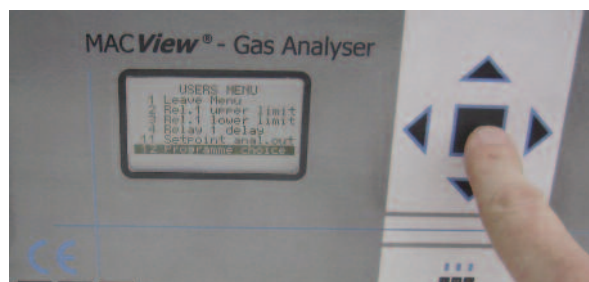 MACView® - Gas Analyser
USERS MENU
1 Leave Menu
2 Rel.1 upper limit
3 Rel.1 lower limit
4 Relay 1 delay
11 Setpoint anal.out
12 Programme choice
CE